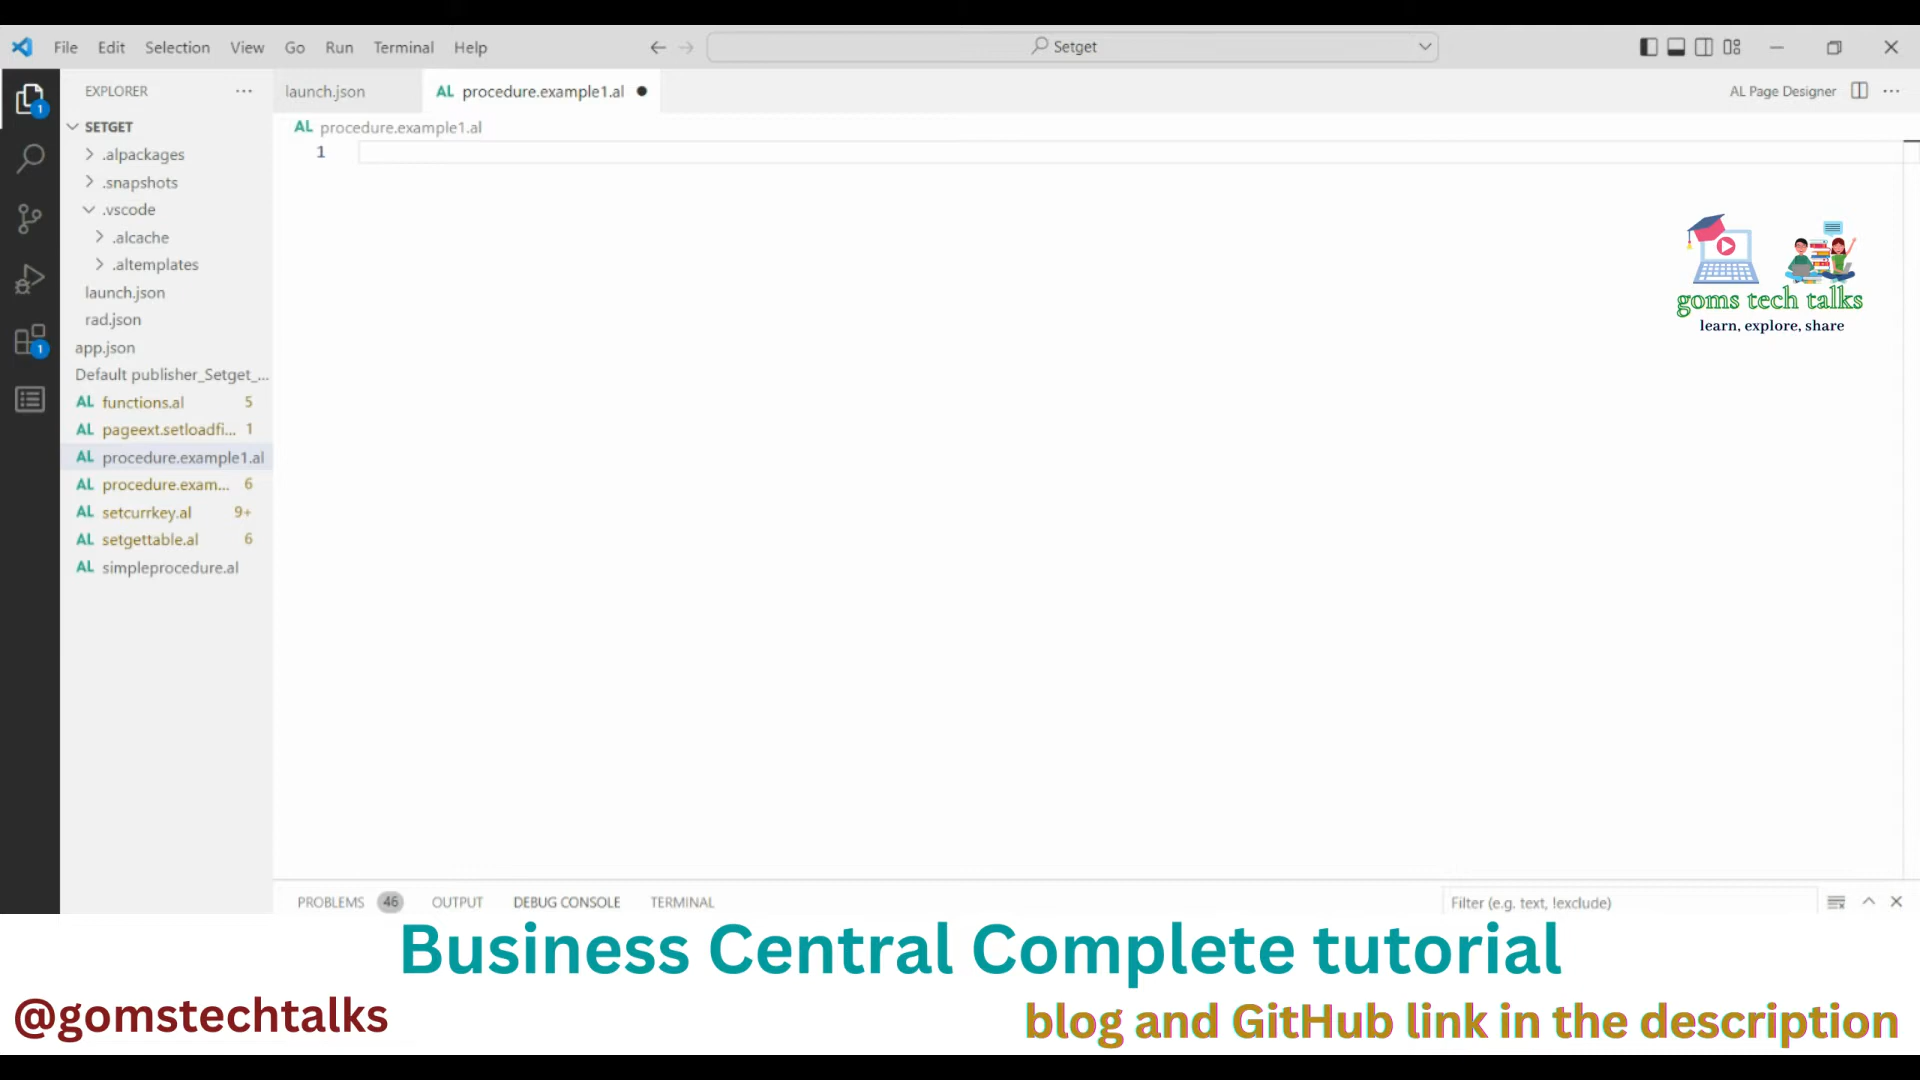 File Edit Selection View Go Run Terminal Help
Setget
EXPLORER
launch.json
AL procedure.example1.al
AL Page Designer
SETGET
AL procedure.example1.al
.alpackages
1
.snapshots
.vscode
.alcache
.altemplates
launch.json
rad.json
app.json
Default publisher_Setget_...
AL functions.al 5
AL pageext.setloadfi... 1
AL procedure.example1.al
AL procedure.exam... 6
AL setcurrkey.al 9+
AL setgettable.al 6
AL simpleprocedure.al
1
1
goms tech talks
learn, explore, share
PROBLEMS 46 OUTPUT DEBUG CONSOLE TERMINAL
Filter (e.g. text, !exclude)
Business Central Complete tutorial
@gomstechtalks
blog and GitHub link in the description